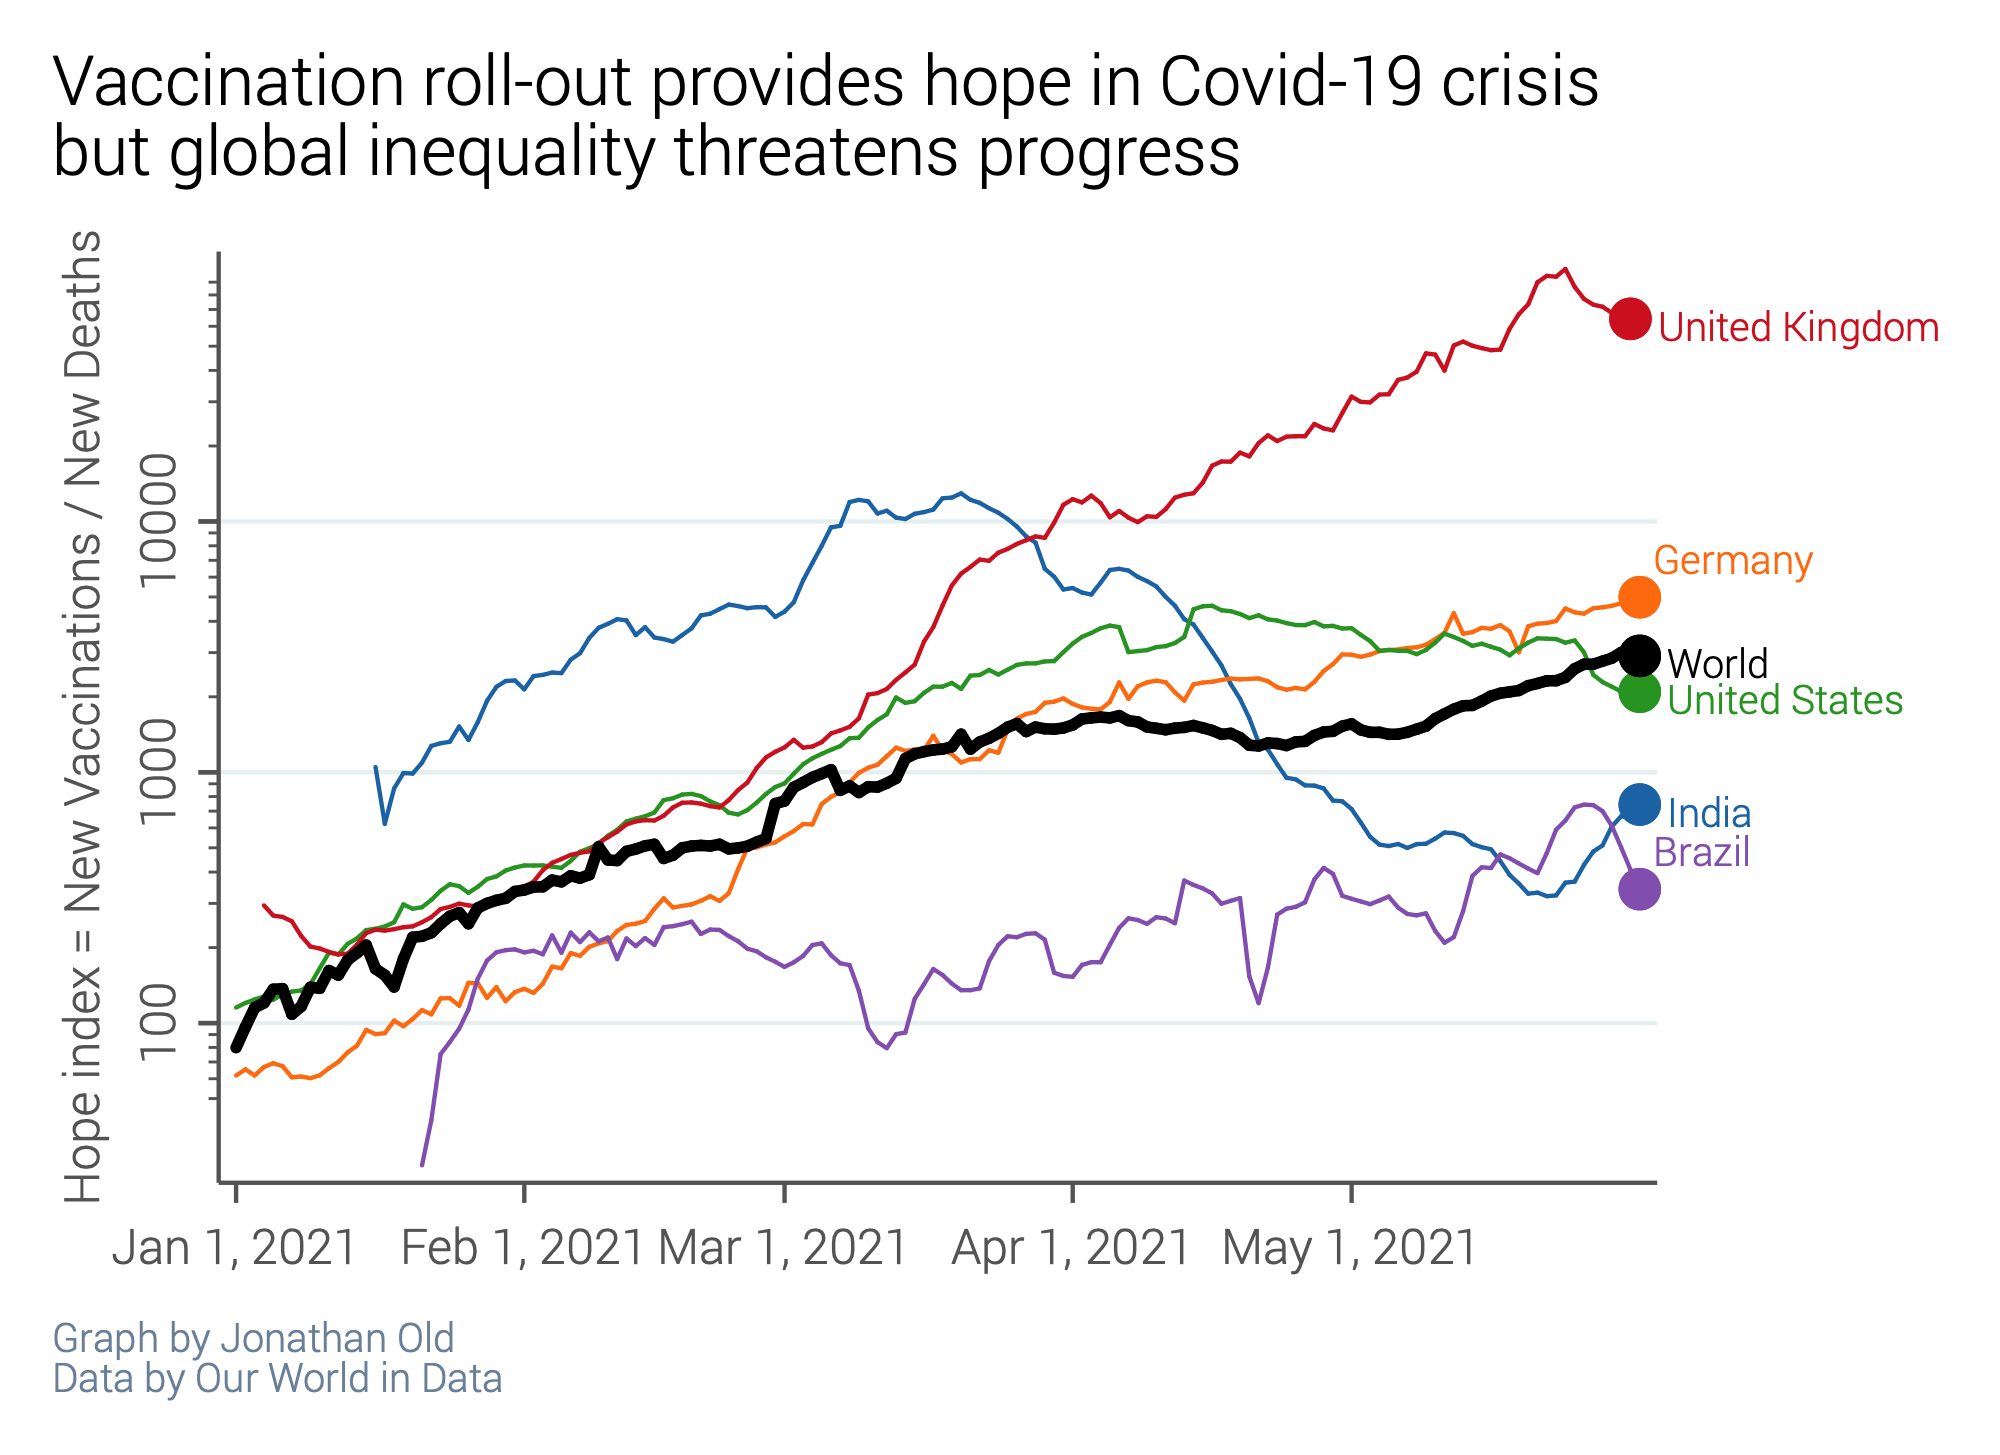 Vaccination roll-out provides hope in Covid-19 crisis
but global inequality threatens progress
Hope index = New Vaccinations / New Deaths
10000
1000
100
United Kingdom
Germany
World
United States
India
Brazil
Jan 1, 2021
Feb 1, 2021
Mar 1, 2021
Apr 1, 2021
May 1, 2021
Graph by Jonathan Old
Data by Our World in Data